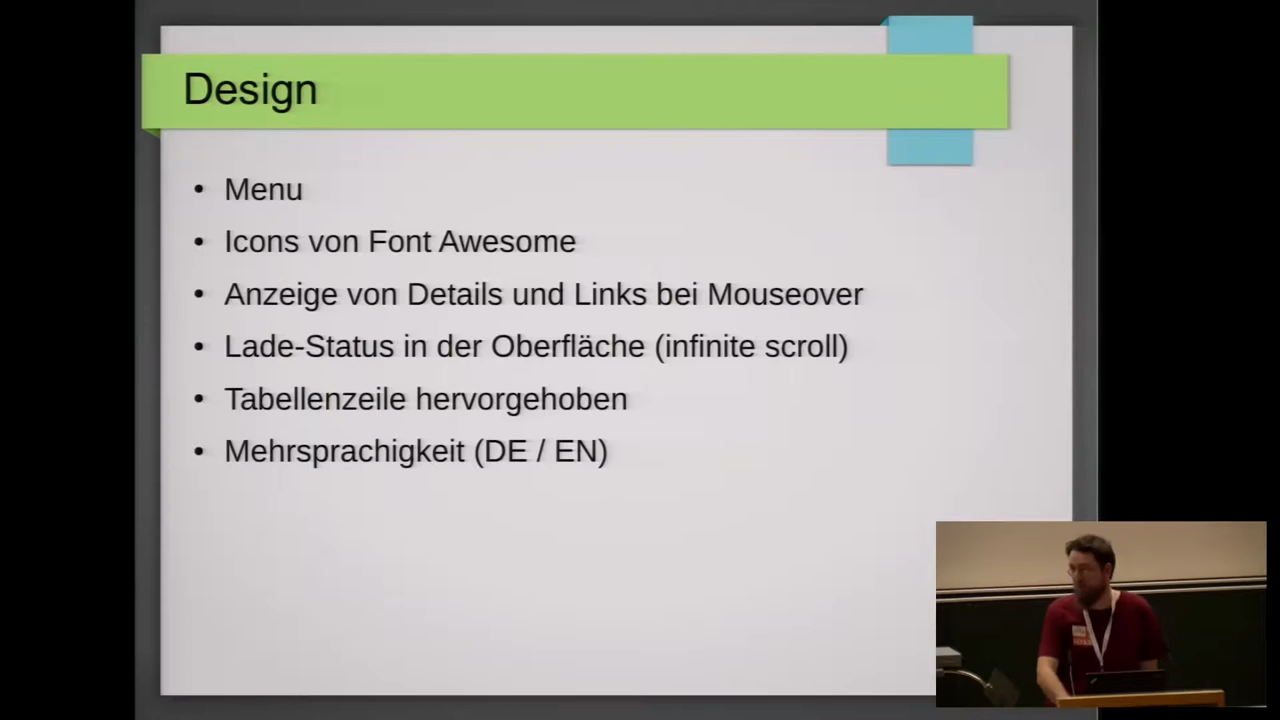 Design
• Menu
• Icons von Font Awesome
• Anzeige von Details und Links bei Mouseover
• Lade-Status in der Oberfläche (infinite scroll)
• Tabellenzeile hervorgehoben
• Mehrsprachigkeit (DE / EN)